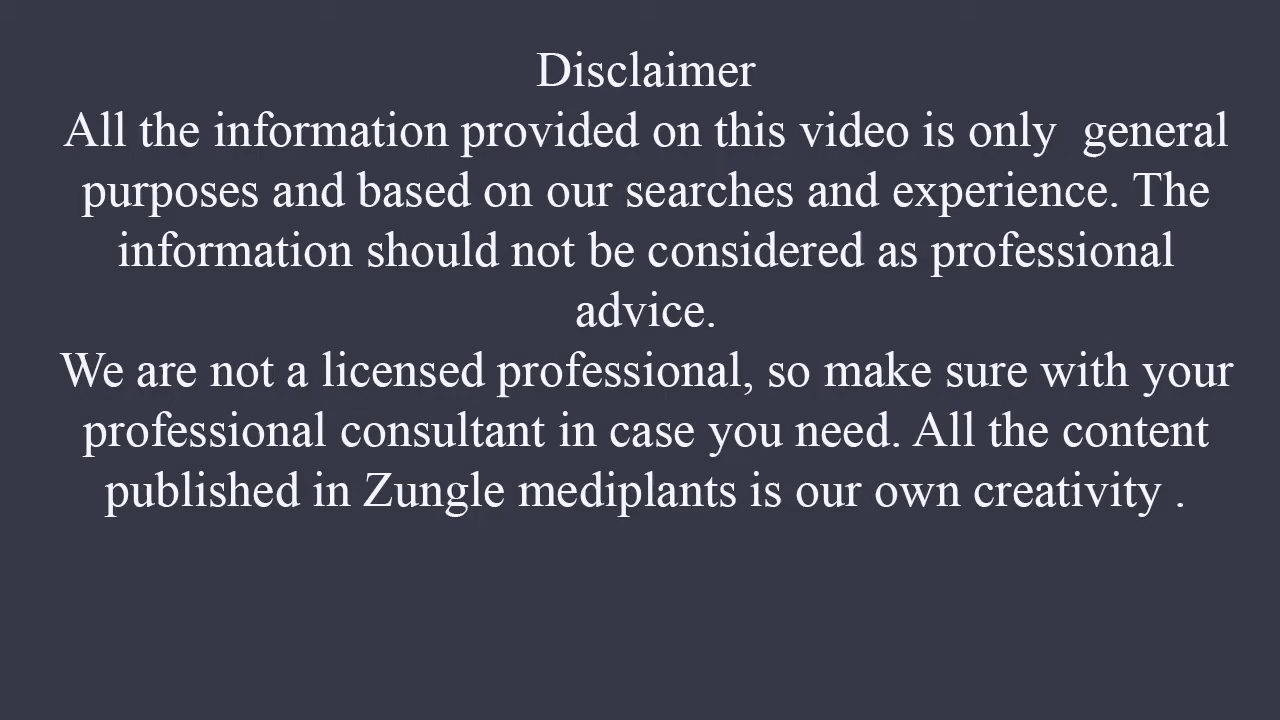 Disclaimer
All the information provided on this video is only  general
purposes and based on our searches and experience. The
information should not be considered as professional
advice.
We are not a licensed professional, so make sure with your
professional consultant in case you need. All the content
published in Zungle mediplants is our own creativity .